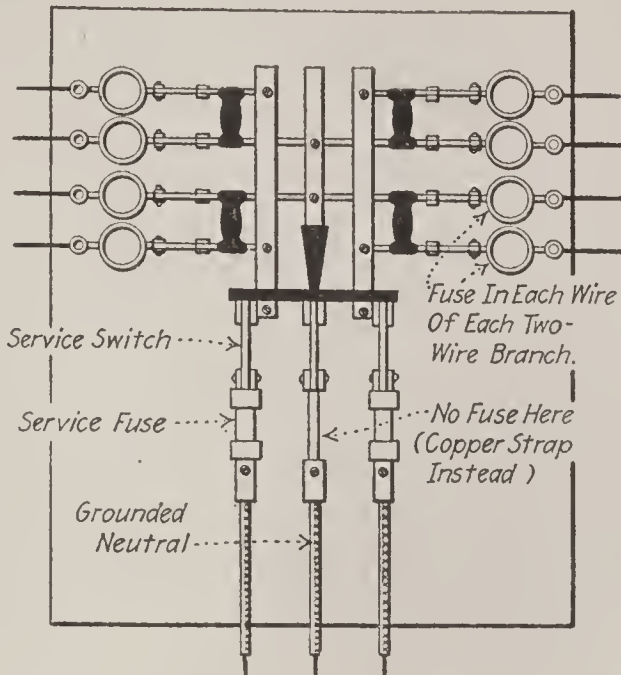 Fuse In Each Wire
Of Each Two-
Wire Branch.
Service Switch
Service Fuse
No Fuse Here
(Copper Strap
Instead)
Grounded
Neutral